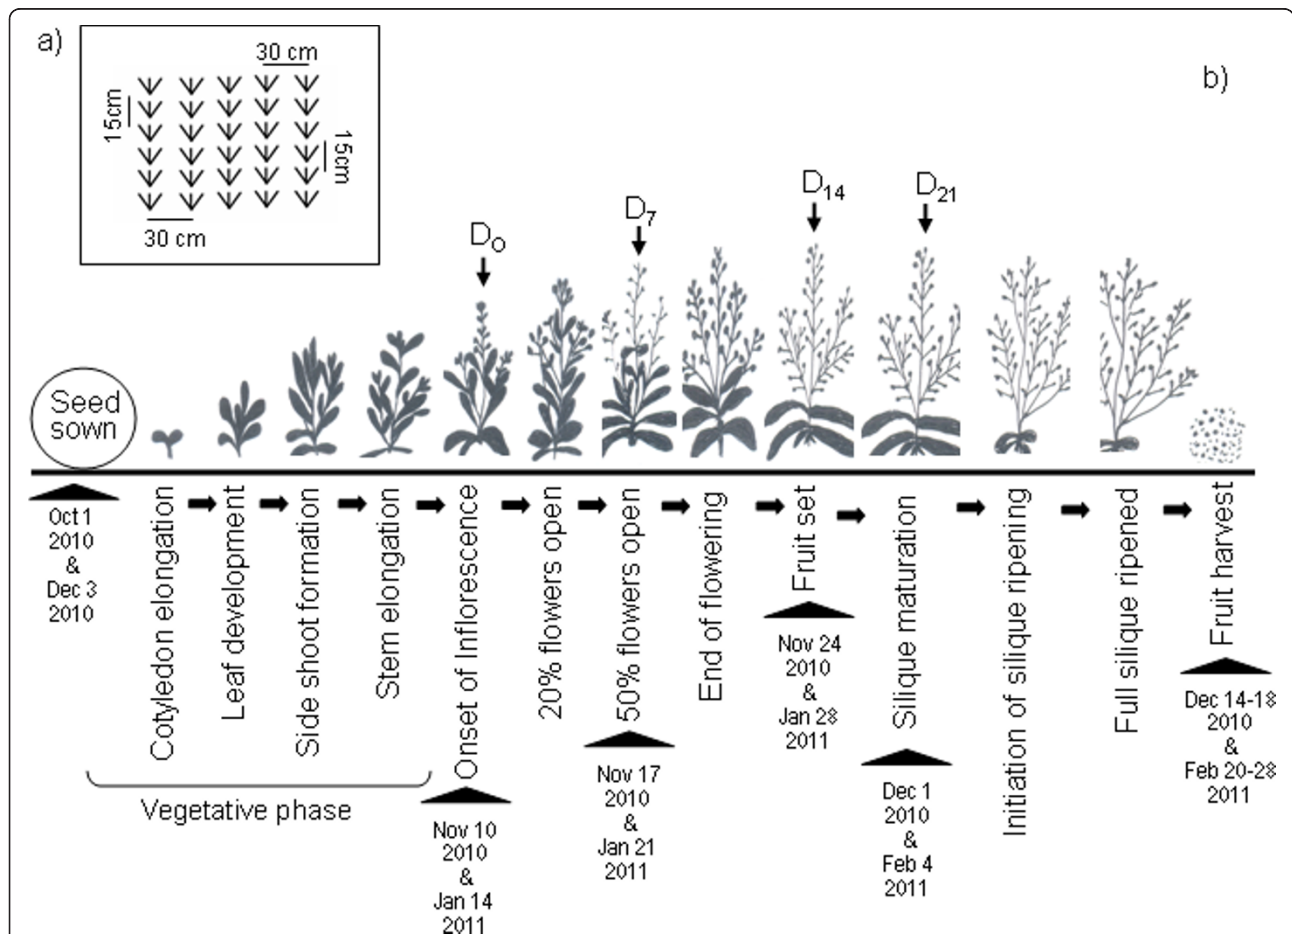 a)
30 cm
15cm
15cm
30 cm
b)
D0
D7
D14
D21
Seed
sown
Oct 1
2010
&
Dec 3
2010
Cotyledon elongation
Leaf development
Side shoot formation
Stem elongation
Vegetative phase
Onset of Inflorescence
Nov 10
2010
&
Jan 14
2011
20% flowers open
50% flowers open
Nov 17
2010
&
Jan 21
2011
End of flowering
Fruit set
Nov 24
2010
&
Jan 28
2011
Silique maturation
Dec 1
2010
&
Feb 4
2011
Initiation of silique ripening
Full silique ripened
Fruit harvest
Dec 14-18
2010
&
Feb 20-28
2011